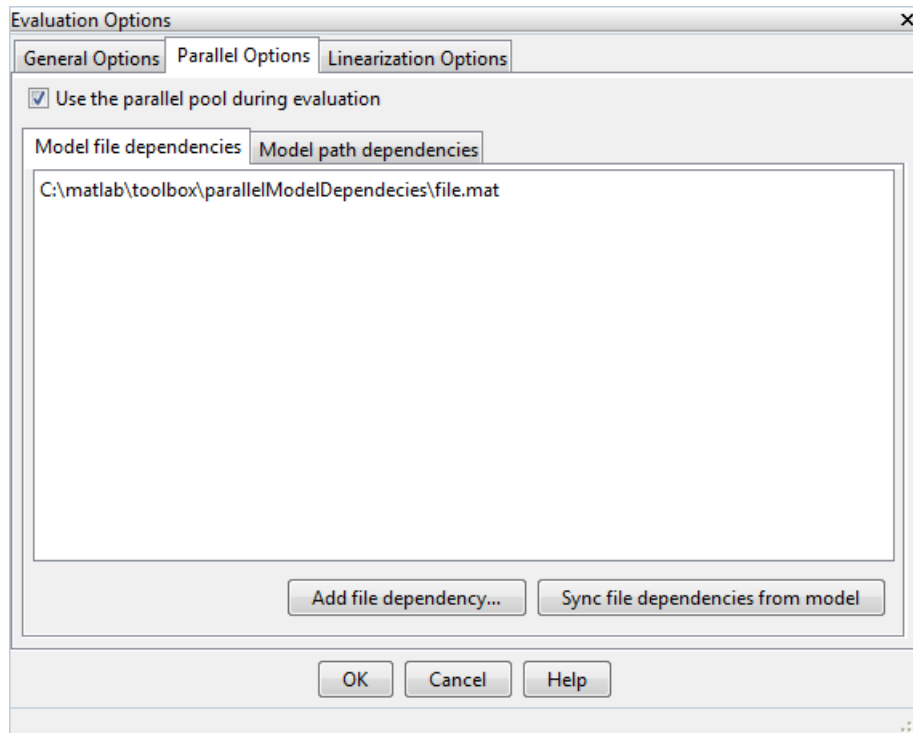 Evaluation Options
General Options Parallel Options Linearization Options
Use the parallel pool during evaluation
Model file dependencies Model path dependencies
C:\matlab\toolbox\parallelModelDependecies\file.mat
Add file dependency... Sync file dependencies from model
OK Cancel Help